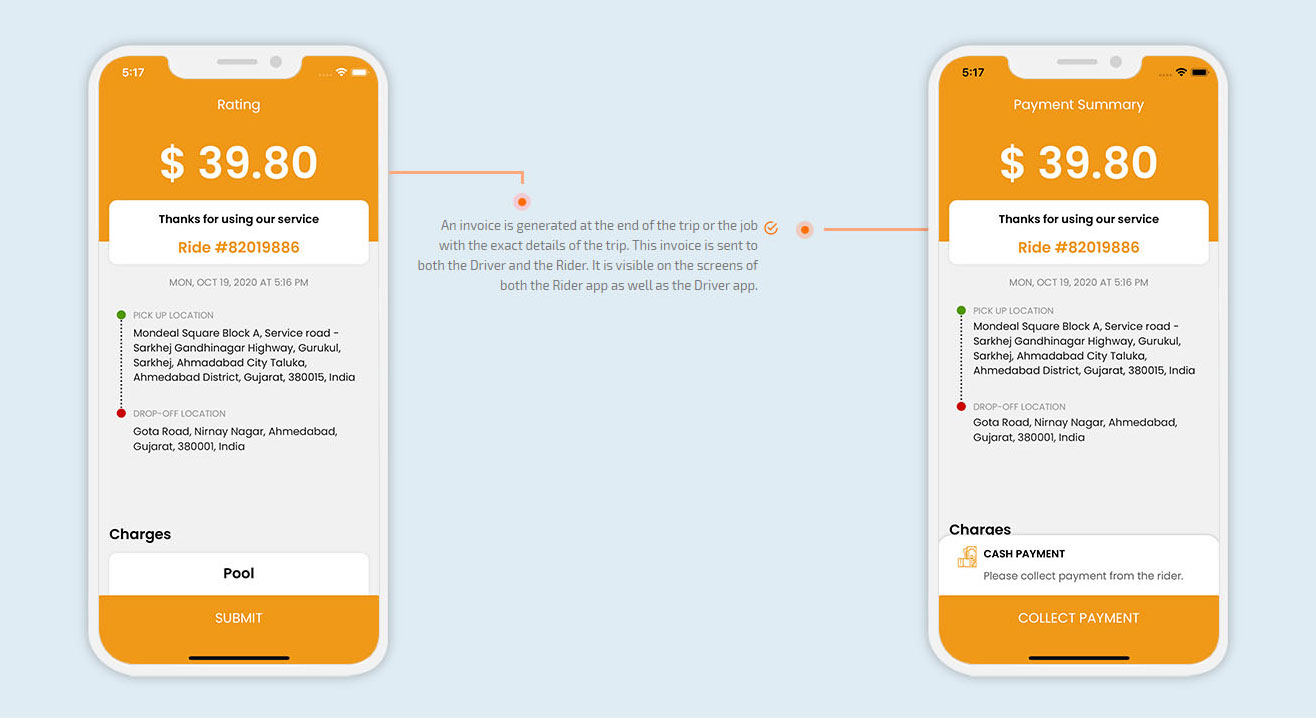 5:17
Rating
$ 39.80
Thanks for using our service
Ride #82019886
MON, OCT 19, 2020 AT 5:16 PM
PICK UP LOCATION
Mondeal Square Block A, Service road -
Sarkhej Gandhinagar Highway, Gurukul,
Sarkhej, Ahmadabad City Taluka,
Ahmedabad District, Gujarat, 380015, India
DROP-OFF LOCATION
Gota Road, Nirnay Nagar, Ahmedabad,
Gujarat, 380001, India
Charges
Pool
SUBMIT
An invoice is generated at the end of the trip or the job
with the exact details of the trip. This invoice is sent to
both the Driver and the Rider. It is visible on the screens of
both the Rider app as well as the Driver app.
5:17
Payment Summary
$ 39.80
Thanks for using our service
Ride #82019886
MON, OCT 19, 2020 AT 5:16 PM
PICK UP LOCATION
Mondeal Square Block A, Service road -
Sarkhej Gandhinagar Highway, Gurukul,
Sarkhej, Ahmadabad City Taluka,
Ahmedabad District, Gujarat, 380015, India
DROP-OFF LOCATION
Gota Road, Nirnay Nagar, Ahmedabad,
Gujarat, 380001, India
Charges
CASH PAYMENT
Please collect payment from the rider.
COLLECT PAYMENT